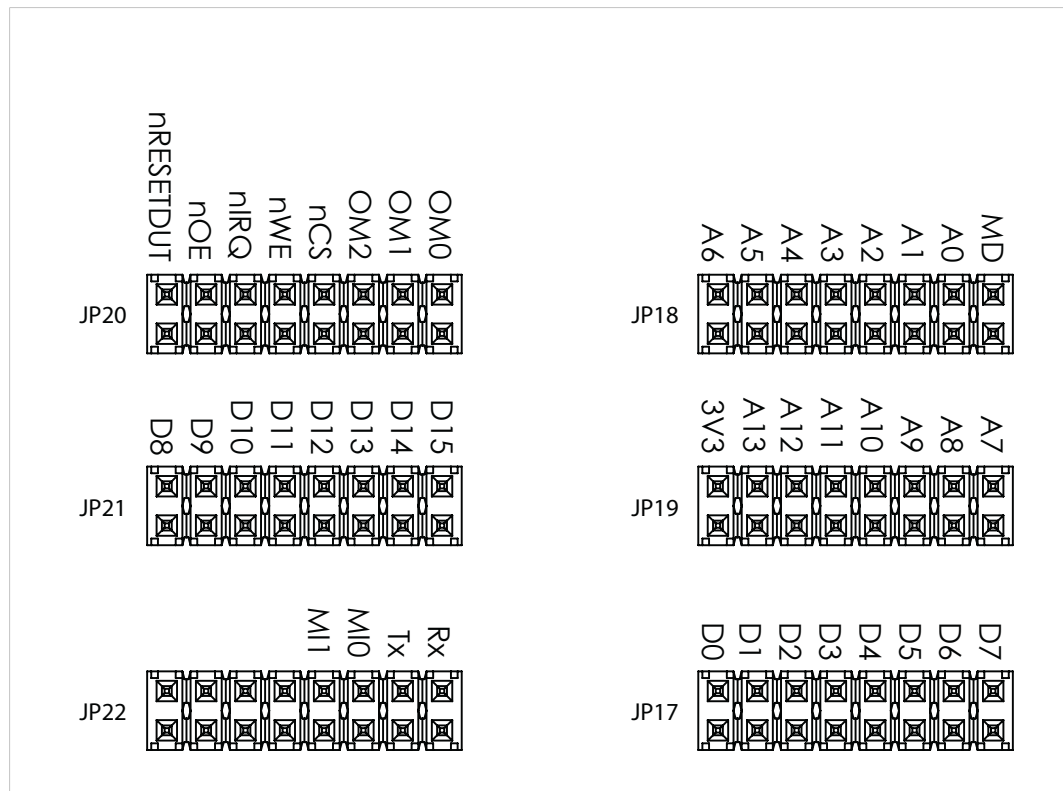 nRESETDUT nOE nIRQ nWE nCS OM2 OM1 OM0
JP20
A6 A5 A4 A3 A2 A1 A0 MD
JP18
D8 D9 D10 D11 D12 D13 D14 D15
JP21
3V3 A13 A12 A11 A10 A9 A8 A7
JP19
MI1 MI0 Tx Rx
JP22
D0 D1 D2 D3 D4 D5 D6 D7
JP17